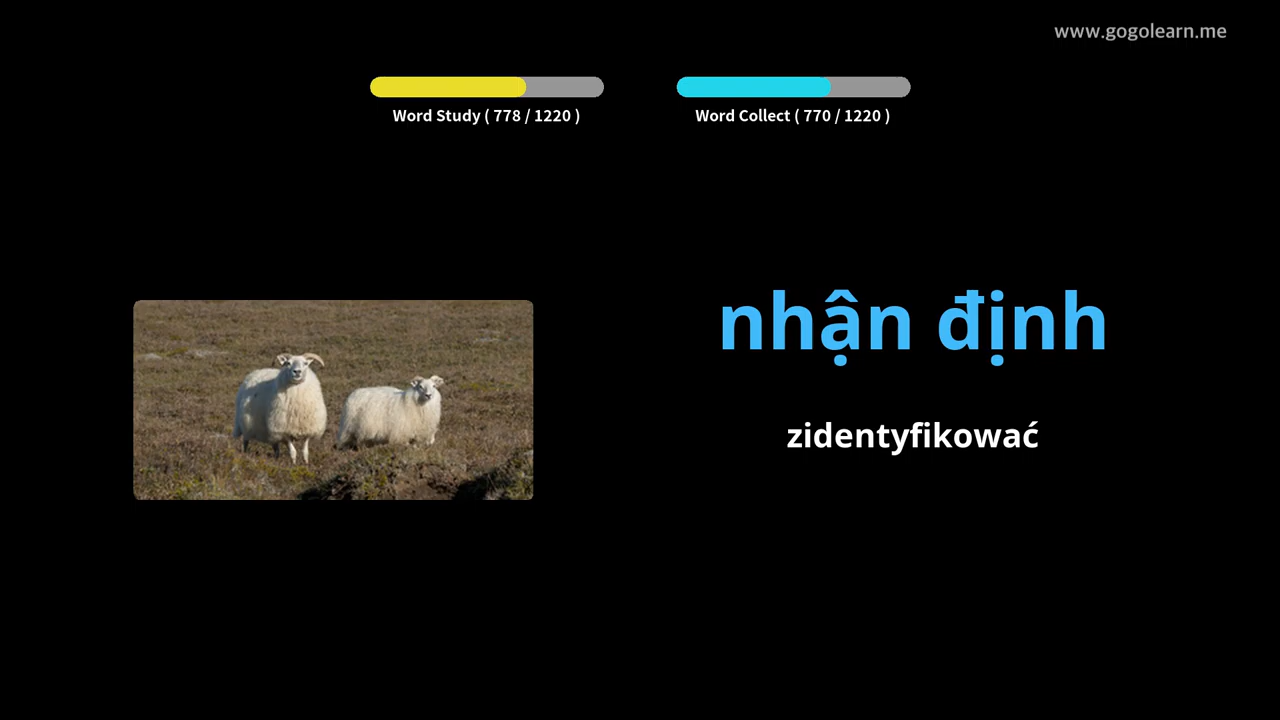 www.gogolearn.me
Word Study ( 778 / 1220 )
Word Collect ( 770 / 1220 )
nhận định
zidentyfikować